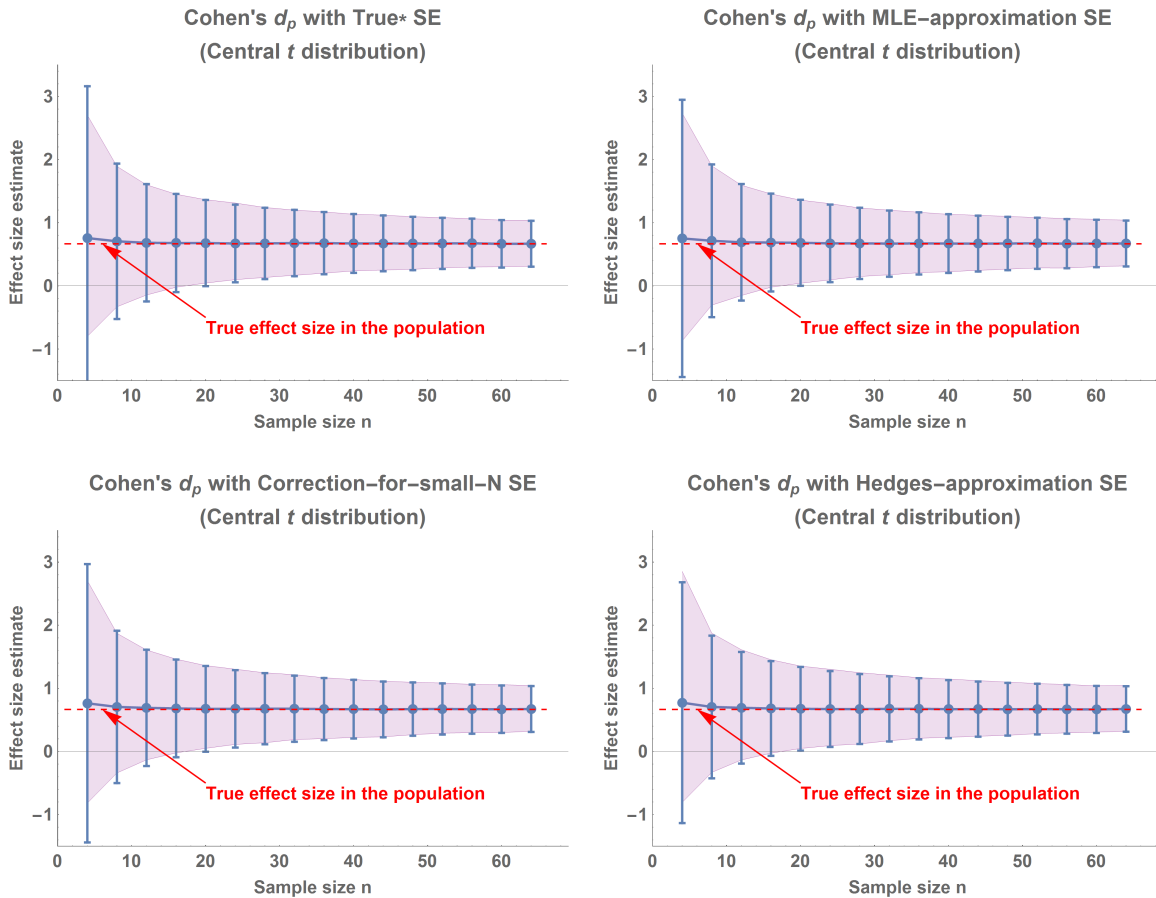 Cohen's dp with True* SE
(Central t distribution)
Effect size estimate
3
2
1
0
−1
True effect size in the population
0 10 20 30 40 50 60
Sample size n
Cohen's dp with MLE−approximation SE
(Central t distribution)
Effect size estimate
3
2
1
0
−1
True effect size in the population
0 10 20 30 40 50 60
Sample size n
Cohen's dp with Correction−for−small−N SE
(Central t distribution)
Effect size estimate
3
2
1
0
−1
True effect size in the population
0 10 20 30 40 50 60
Sample size n
Cohen's dp with Hedges−approximation SE
(Central t distribution)
Effect size estimate
3
2
1
0
−1
True effect size in the population
0 10 20 30 40 50 60
Sample size n